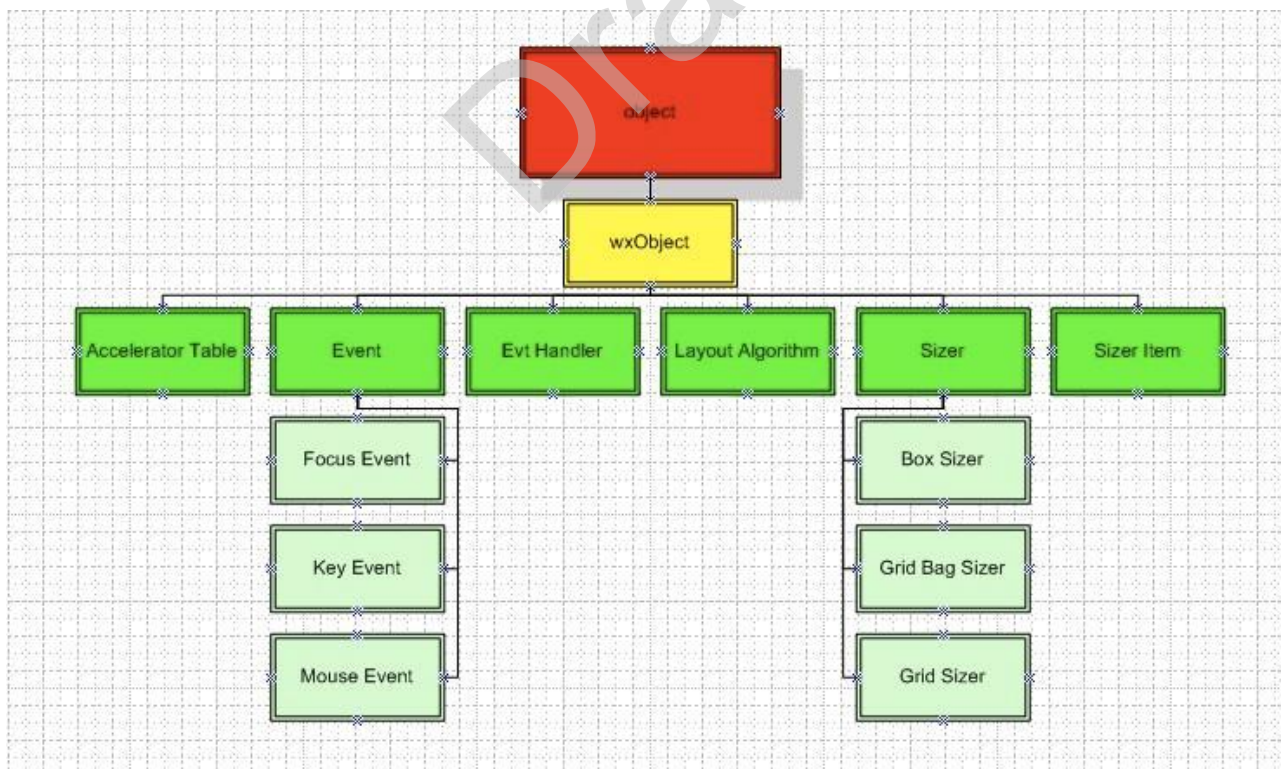 Dra
object
wxObject
Accelerator Table
Event
Evt Handler
Layout Algorithm
Sizer
Sizer Item
Focus Event
Box Sizer
Key Event
Grid Bag Sizer
Mouse Event
Grid Sizer